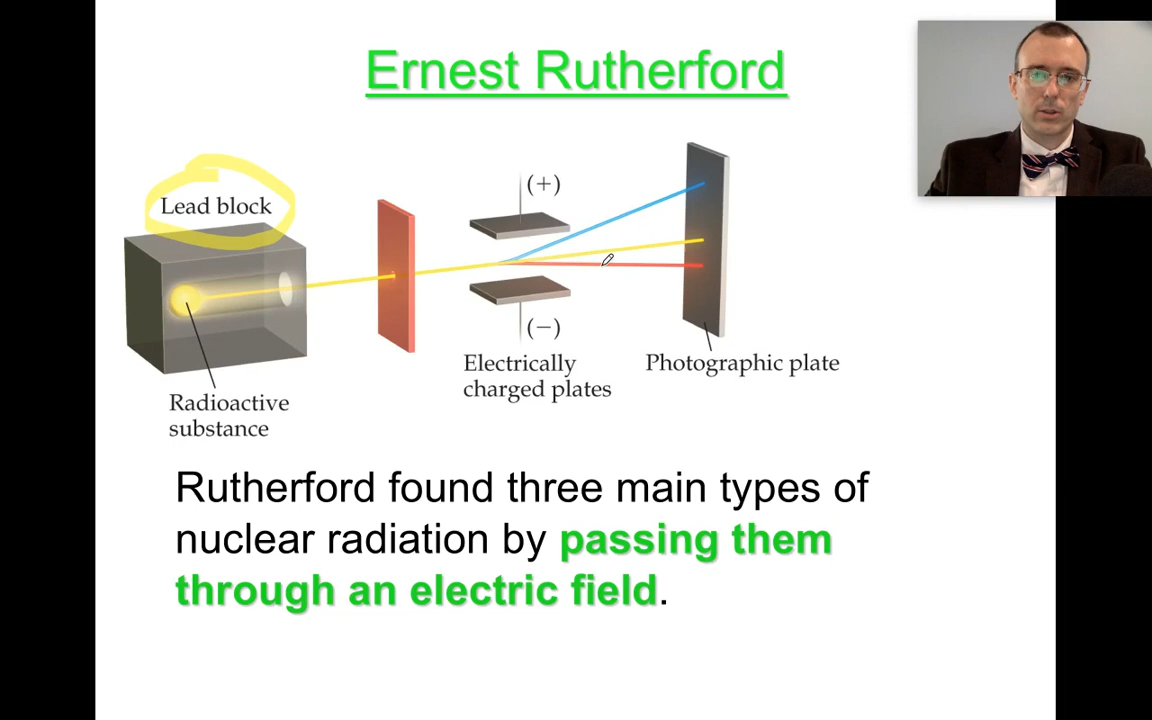 Ernest Rutherford
Lead block
(+)
(−)
Electrically
charged plates
Photographic plate
Radioactive
substance
Rutherford found three main types of
nuclear radiation by passing them
through an electric field.